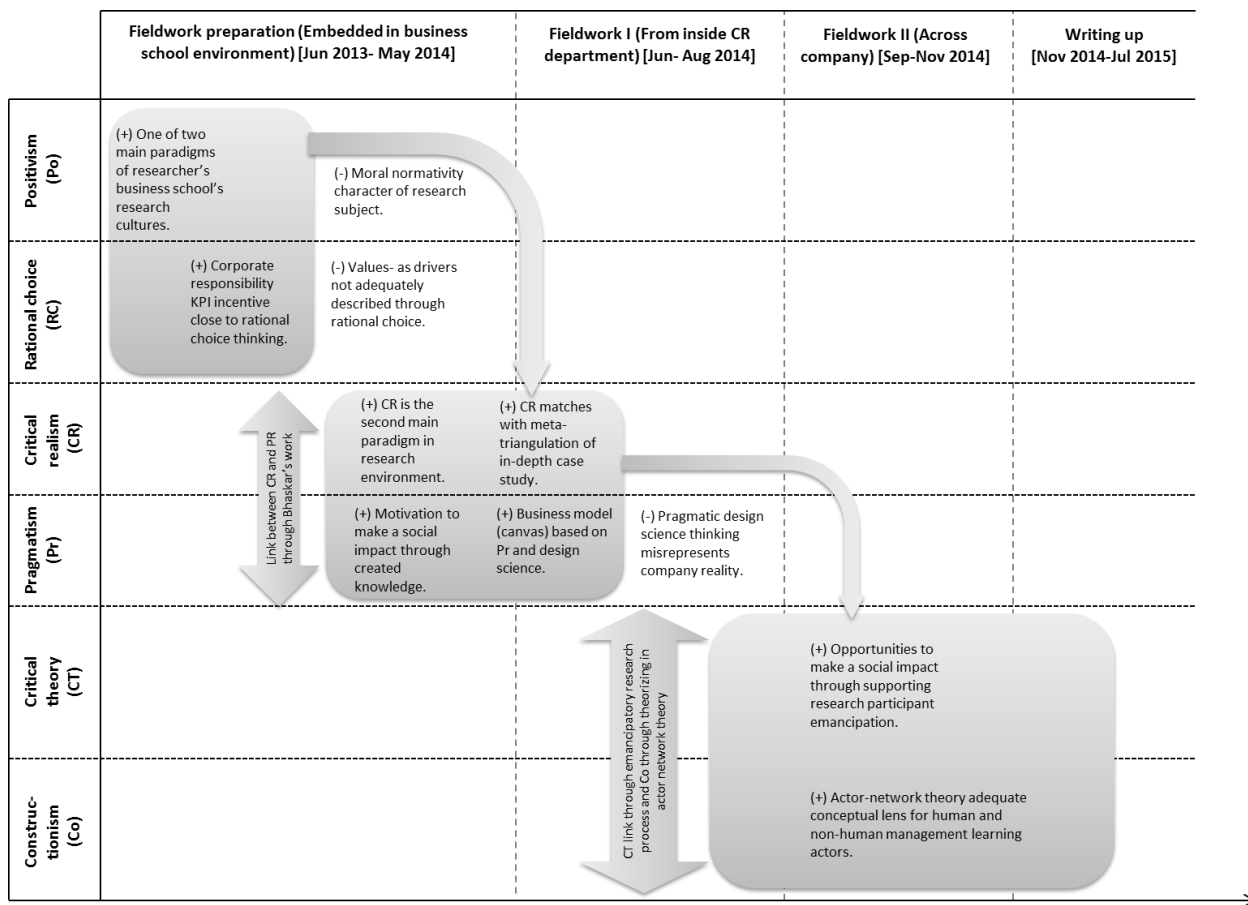 Fieldwork preparation (Embedded in business
school environment) [Jun 2013- May 2014]
Fieldwork I (From inside CR
department) [Jun- Aug 2014]
Fieldwork II (Across
company) [Sep-Nov 2014]
Writing up
[Nov 2014-Jul 2015]
Positivism
(Po)
(+) One of two
main paradigms
of researcher's
business school's
research
cultures.
(-) Moral normativity
character of research
subject.
Rational choice
(RC)
(+) Corporate
responsibility
KPI incentive
close to rational
choice thinking.
(-) Values- as drivers
not adequately
described through
rational choice.
Critical
realism
(CR)
Link between CR and PR
through Bhaskar's work
(+) CR is the
second main
paradigm in
research
environment.
(+) CR matches
with meta-
triangulation of
in-depth case
study.
Pragmatism
(Pr)
(+) Motivation to
make a social
impact through
created
knowledge.
(+) Business model
(canvas) based on
Pr and design
science.
(-) Pragmatic design
science thinking
misrepresents
company reality.
Critical
theory
(CT)
CT link through emancipatory research
process and Co through theorizing in
actor network theory
(+) Opportunities to
make a social impact
through supporting
research participant
emancipation.
Construc-
tionism
(Co)
(+) Actor-network theory adequate
conceptual lens for human and
non-human management learning
actors.